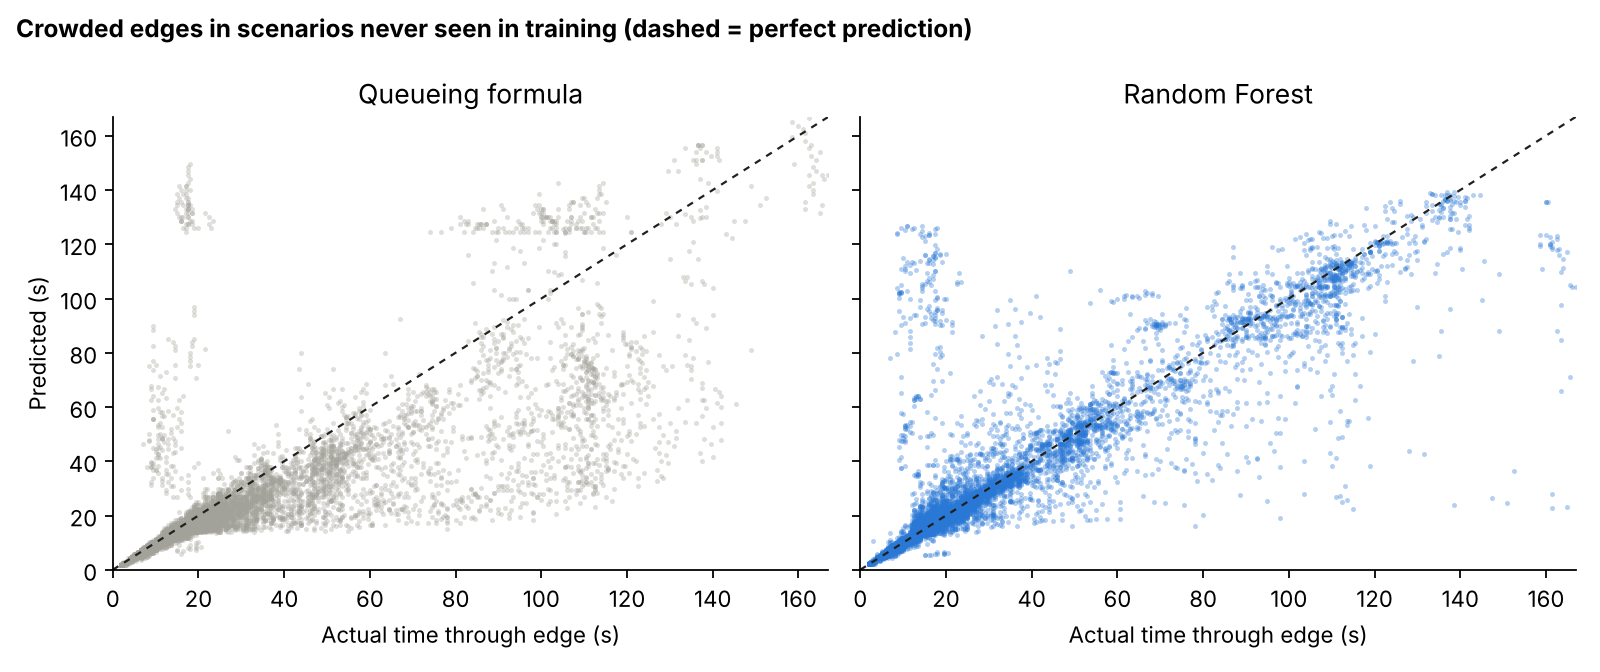 Crowded edges in scenarios never seen in training (dashed = perfect prediction)
Queueing formula
Random Forest
160
140
120
100
80
60
40
20
0
Predicted (s)
0 20 40 60 80 100 120 140 160
0 20 40 60 80 100 120 140 160
Actual time through edge (s)
Actual time through edge (s)